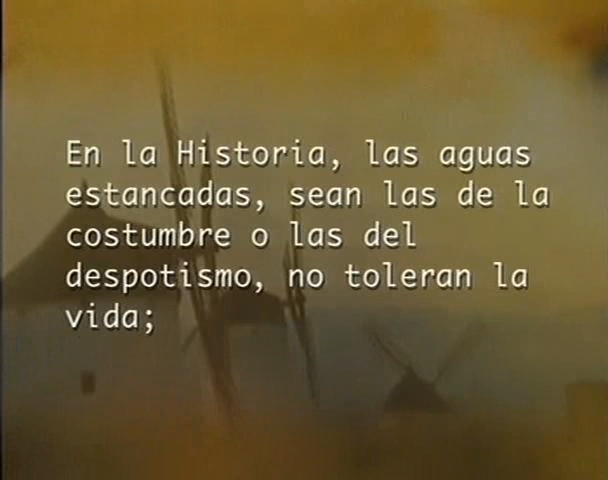 En la Historia, las aguas
estancadas, sean las de la
costumbre o las del
despotismo, no toleran la
vida;